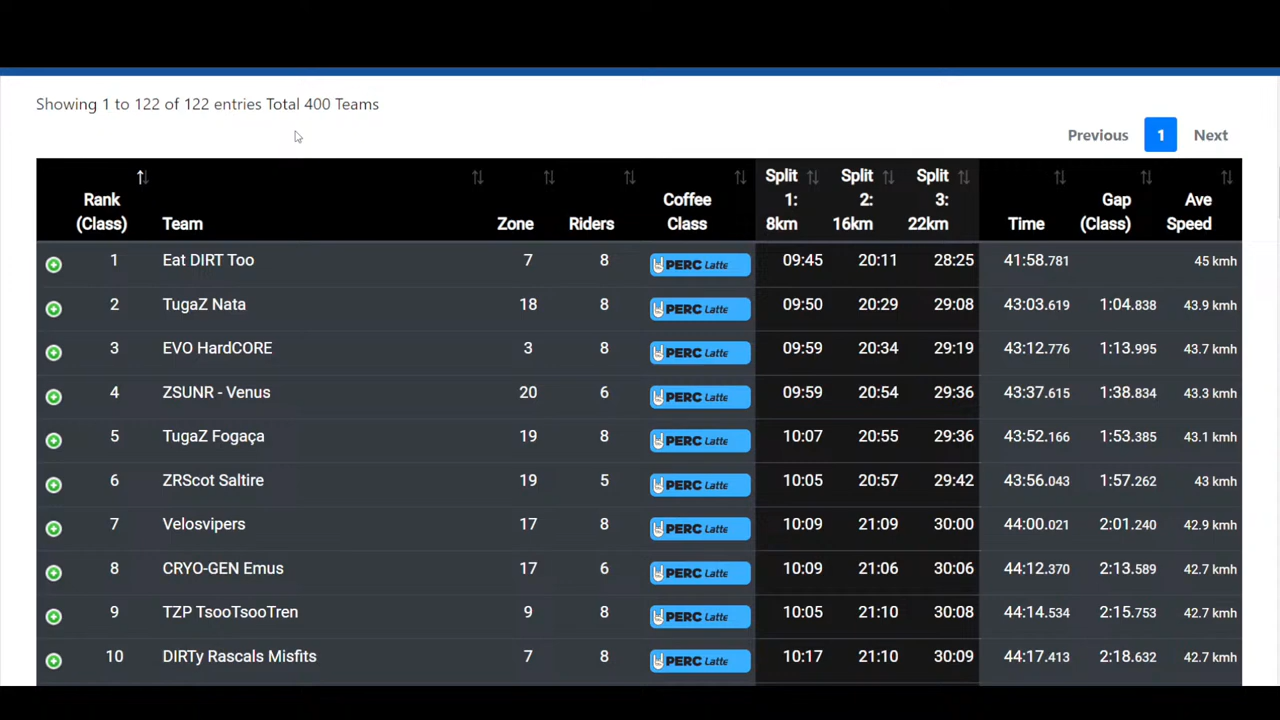 Showing 1 to 122 of 122 entries Total 400 Teams
Previous 1 Next
Rank (Class) Team Zone Riders Coffee Class Split 1: 8km Split 2: 16km Split 3: 22km Time Gap (Class) Ave Speed
1 Eat DIRT Too 7 8 PERC Latte 09:45 20:11 28:25 41:58.781 45 kmh
2 TugaZ Nata 18 8 PERC Latte 09:50 20:29 29:08 43:03.619 1:04.838 43.9 kmh
3 EVO HardCORE 3 8 PERC Latte 09:59 20:34 29:19 43:12.776 1:13.995 43.7 kmh
4 ZSUNR - Venus 20 6 PERC Latte 09:59 20:54 29:36 43:37.615 1:38.834 43.3 kmh
5 TugaZ Fogaça 19 8 PERC Latte 10:07 20:55 29:36 43:52.166 1:53.385 43.1 kmh
6 ZRScot Saltire 19 5 PERC Latte 10:05 20:57 29:42 43:56.043 1:57.262 43 kmh
7 Velosvipers 17 8 PERC Latte 10:09 21:09 30:00 44:00.021 2:01.240 42.9 kmh
8 CRYO-GEN Emus 17 6 PERC Latte 10:09 21:06 30:06 44:12.370 2:13.589 42.7 kmh
9 TZP TsooTsooTren 9 8 PERC Latte 10:05 21:10 30:08 44:14.534 2:15.753 42.7 kmh
10 DIRTy Rascals Misfits 7 8 PERC Latte 10:17 21:10 30:09 44:17.413 2:18.632 42.7 kmh